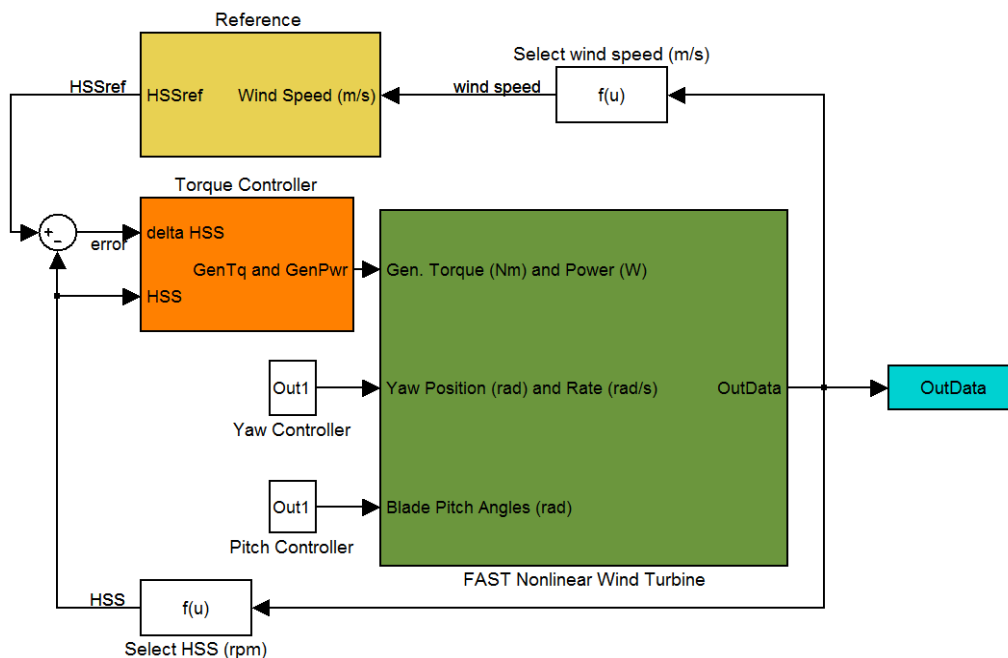 Reference
Select wind speed (m/s)
HSSref
HSSref
Wind Speed (m/s)
wind speed
f(u)
Torque Controller
+
-
error
delta HSS
GenTq and GenPwr
HSS
Gen. Torque (Nm) and Power (W)
Out1
Yaw Position (rad) and Rate (rad/s)
OutData
OutData
Yaw Controller
Out1
Blade Pitch Angles (rad)
Pitch Controller
FAST Nonlinear Wind Turbine
HSS
f(u)
Select HSS (rpm)